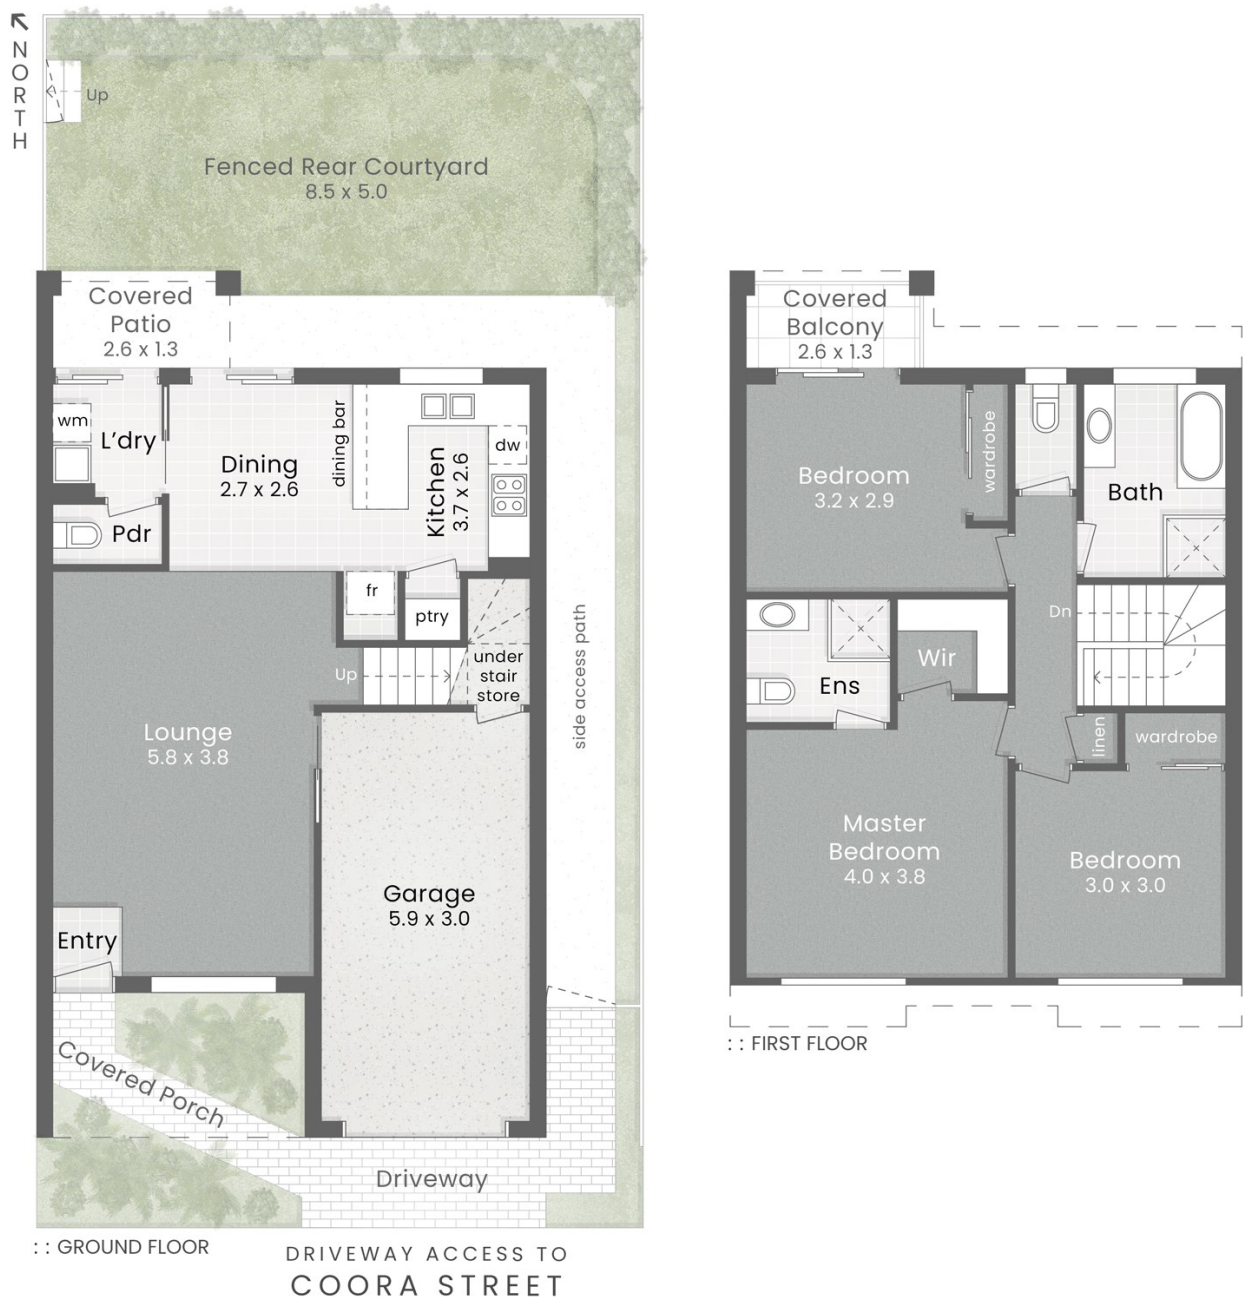 NORTH
Up
Fenced Rear Courtyard
8.5 x 5.0
Covered
Patio
2.6 x 1.3
wm
L'dry
Dining
2.7 x 2.6
dining bar
Kitchen
3.7 x 2.6
dw
Pdr
fr
ptry
Up
under
stair
store
side access path
Lounge
5.8 x 3.8
Garage
5.9 x 3.0
Entry
Covered Porch
Driveway
:: GROUND FLOOR
DRIVEWAY ACCESS TO
COORA STREET
Covered
Balcony
2.6 x 1.3
Bedroom
3.2 x 2.9
wardrobe
Bath
Dn
Wir
Ens
linen
wardrobe
Master
Bedroom
4.0 x 3.8
Bedroom
3.0 x 3.0
:: FIRST FLOOR